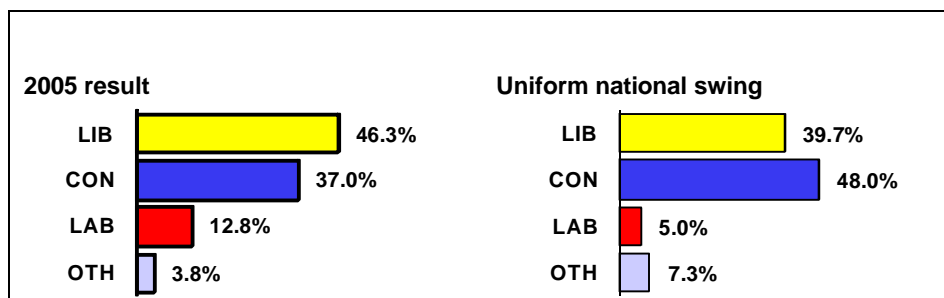 2005 result
LIB 46.3%
CON 37.0%
LAB 12.8%
OTH 3.8%
Uniform national swing
LIB 39.7%
CON 48.0%
LAB 5.0%
OTH 7.3%